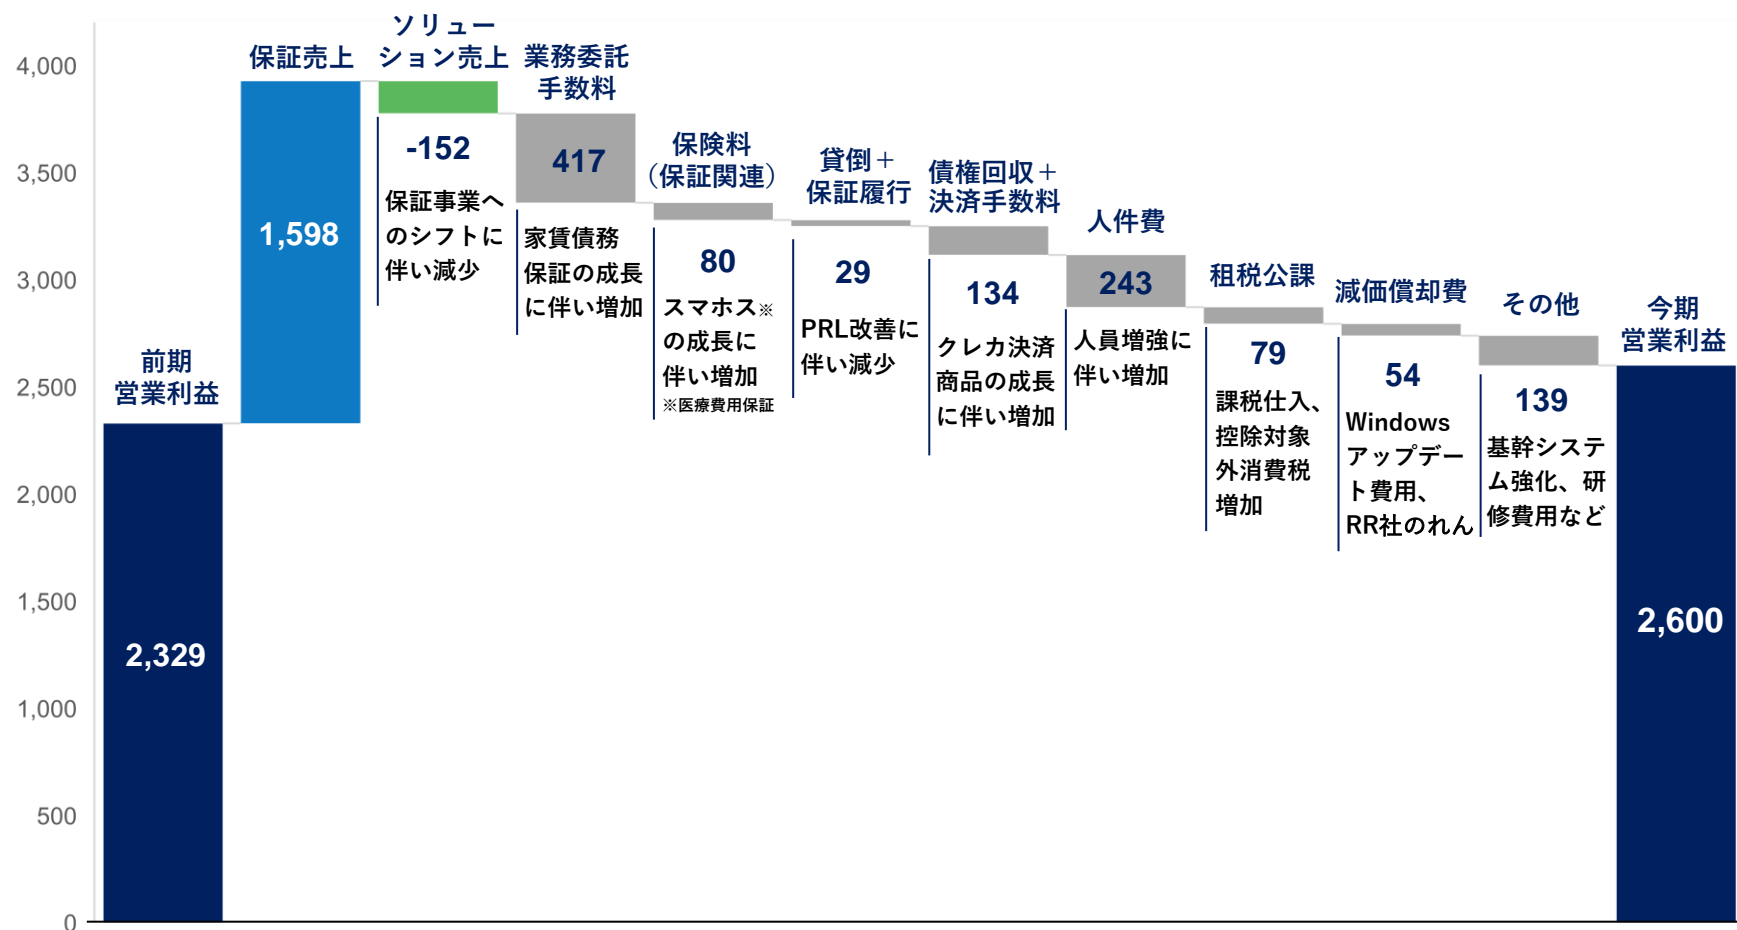 4,000
3,500
3,000
2,500
2,000
1,500
1,000
500
0
前期
営業利益
2,329
保証売上
1,598
ソリュー
ション売上
-152
保証事業へ
のシフトに
伴い減少
業務委託
手数料
417
家賃債務
保証の成長
に伴い増加
保険料
（保証関連）
80
スマホス※
の成長に
伴い増加
※医療費用保証
貸倒＋
保証履行
29
PRL改善に
伴い減少
債権回収＋
決済手数料
134
クレカ決済
商品の成長
に伴い増加
人件費
243
人員増強に
伴い増加
租税公課
79
課税仕入、
控除対象
外消費税
増加
減価償却費
54
Windows
アップデー
ト費用、
RR社のれん
その他
139
基幹システ
ム強化、研
修費用など
今期
営業利益
2,600